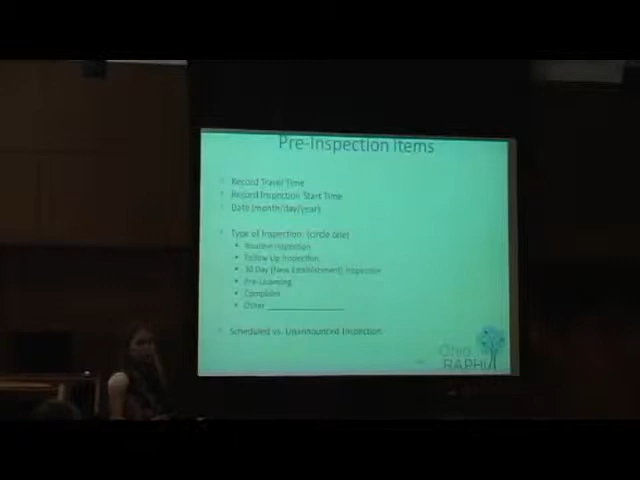 Pre-Inspection Items
Record Travel Time
Record Inspection Start Time
Date (month/day/year)
Type of Inspection: (circle one)
Routine Inspection
Follow Up Inspection
30 Day (New Establishment) Inspection
Pre-Licensing
Complaint
Other
Scheduled vs. Unannounced Inspection
Ohio
RAPHI